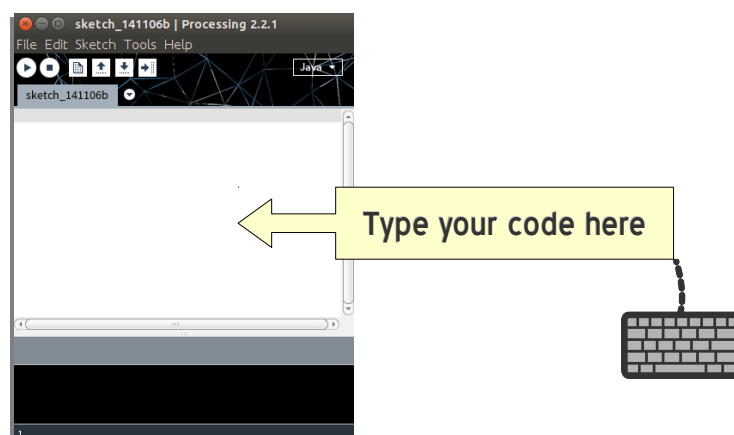 sketch_141106b | Processing 2.2.1
File Edit Sketch Tools Help
Java
sketch_141106b
Type your code here
1